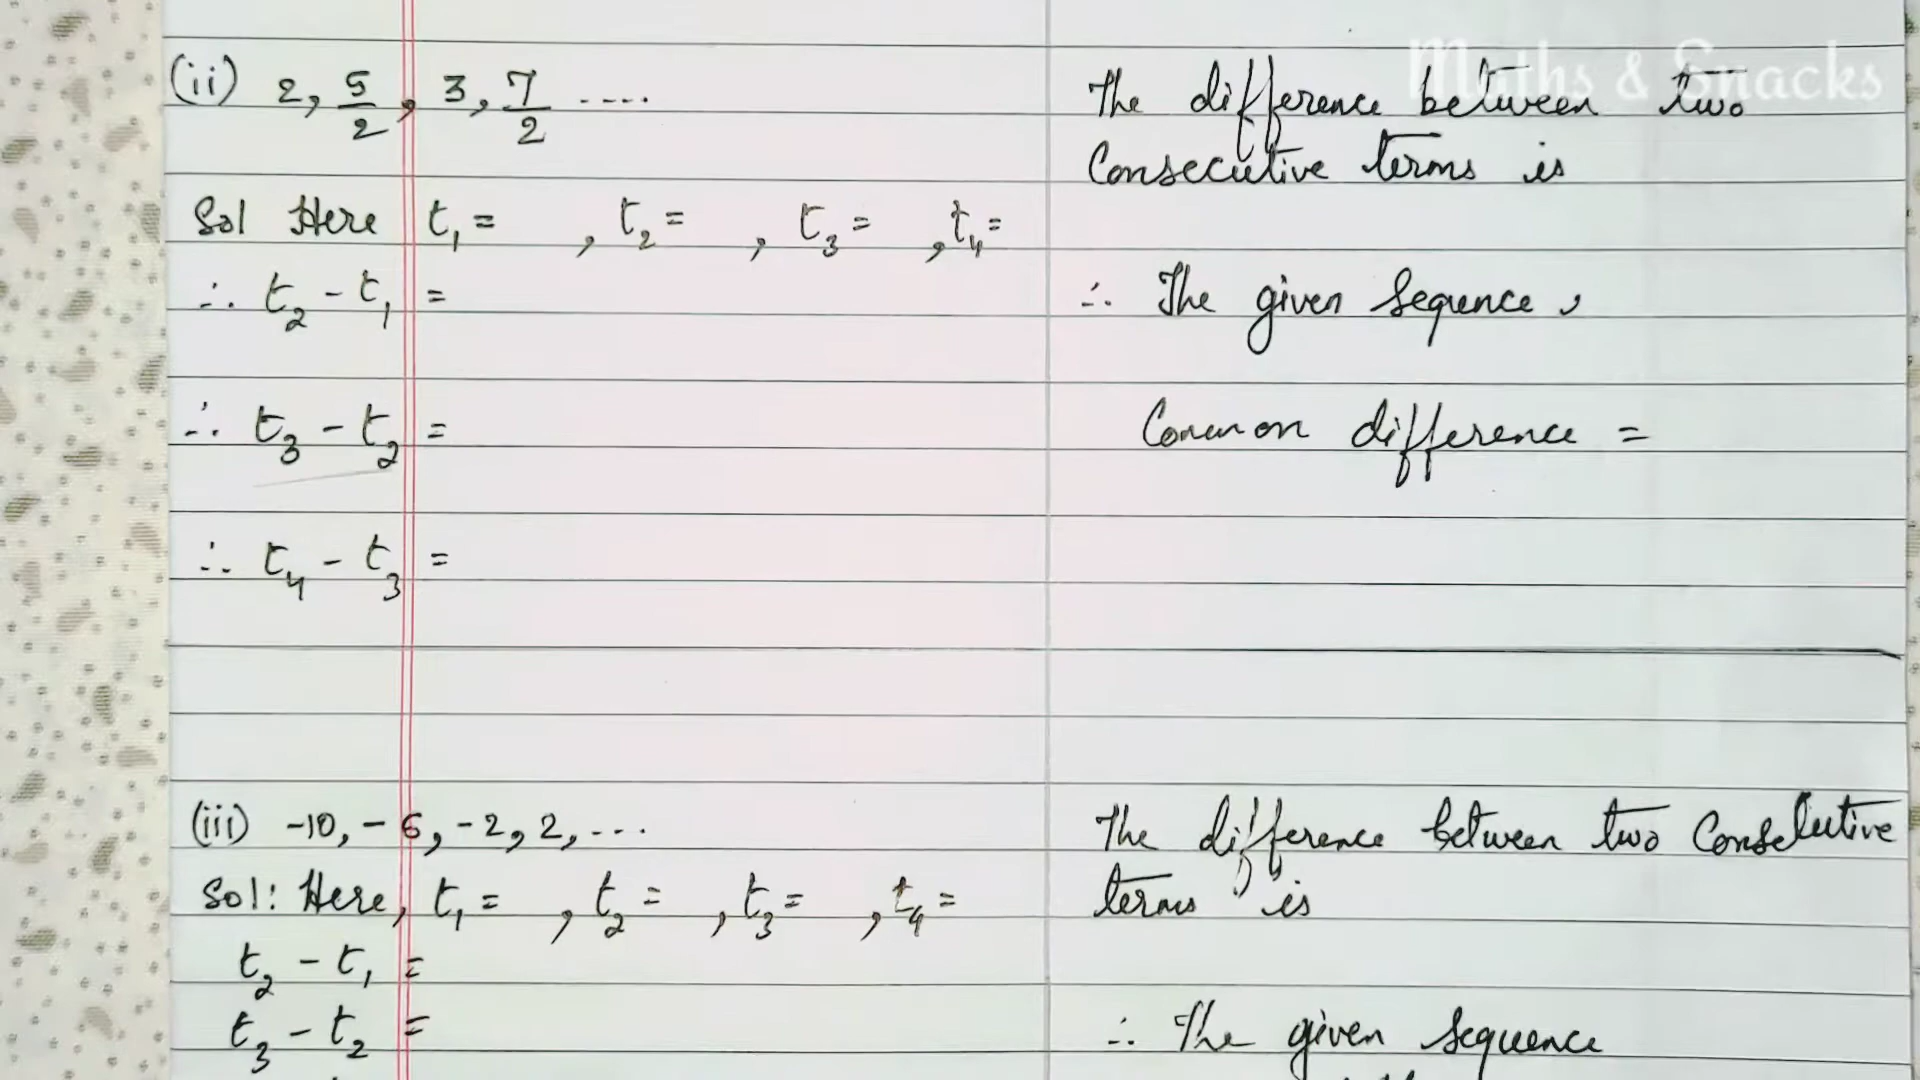 Maths & Snacks
(ii) 2, 5/2, 3, 7/2 ....
Sol Here t₁= , t₂= , t₃= , t₄=
∴ t₂ - t₁ =
∴ t₃ - t₂ =
∴ t₄ - t₃ =
The difference between two
Consecutive terms is
∴ The given Sequence,
Common difference =
(iii) -10, -6, -2, 2, ...
Sol: Here, t₁= , t₂= , t₃= , t₄=
t₂ - t₁ =
t₃ - t₂ =
The difference between two Consecutive
terms is
∴ The given Sequence